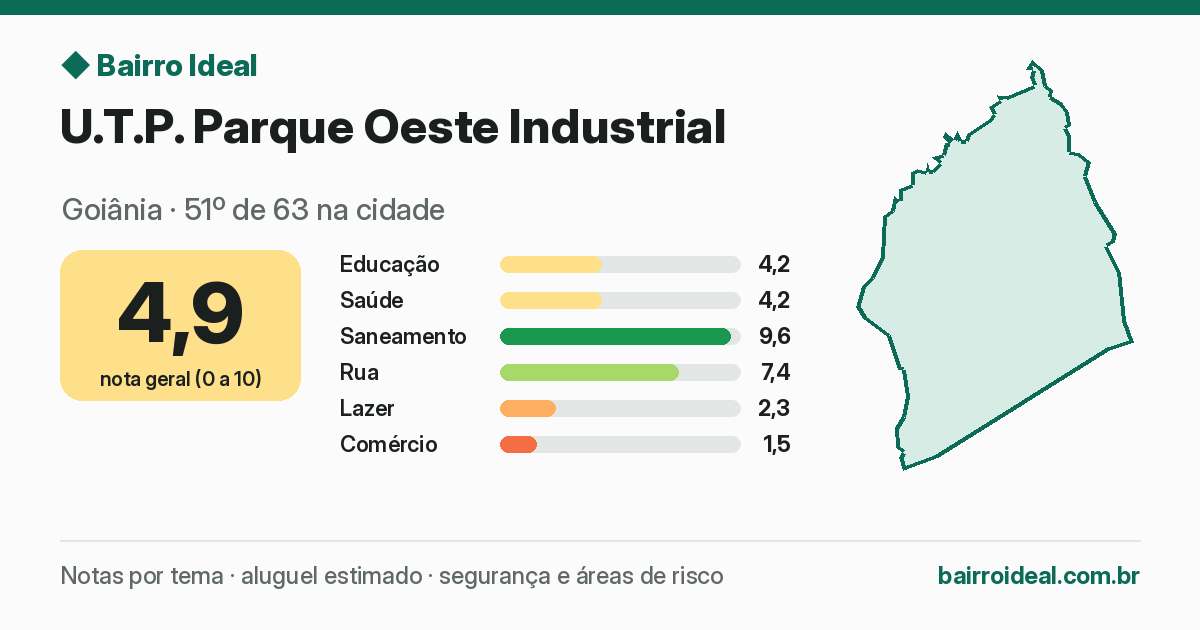 Bairro Ideal
U.T.P. Parque Oeste Industrial
Goiânia · 51º de 63 na cidade
4,9
nota geral (0 a 10)
Educação 4,2
Saúde 4,2
Saneamento 9,6
Rua 7,4
Lazer 2,3
Comércio 1,5
Notas por tema · aluguel estimado · segurança e áreas de risco
bairroideal.com.br